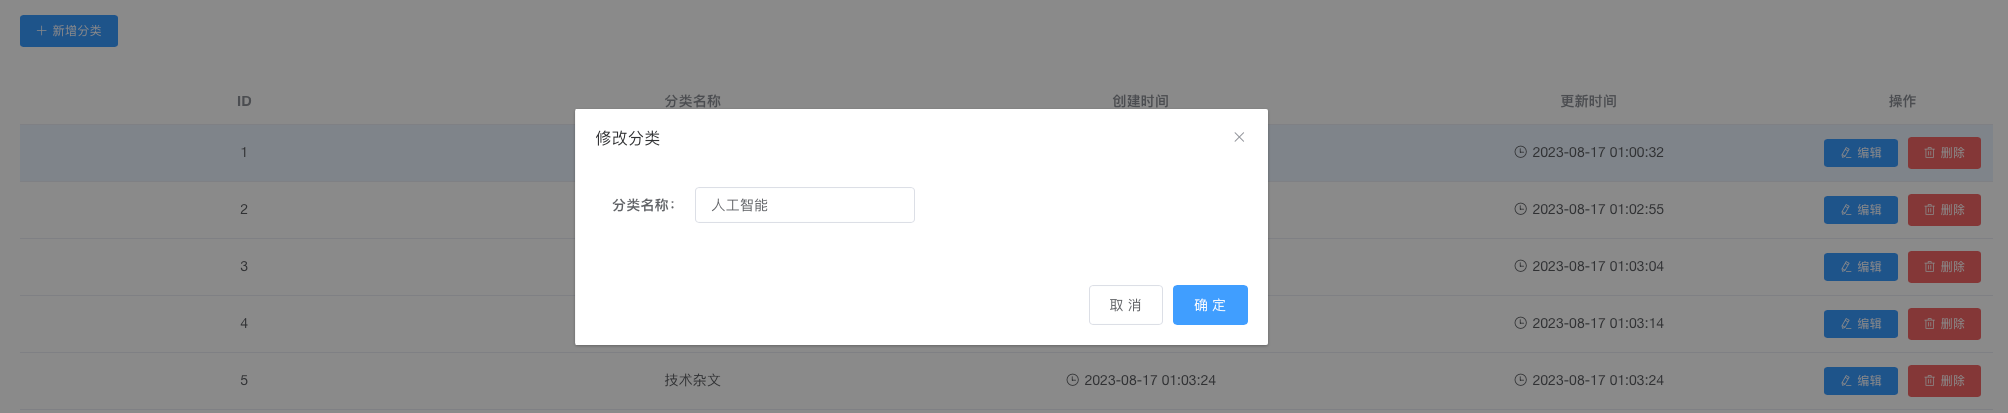 新增分类
ID 分类名称 创建时间 更新时间 操作
修改分类
1 2023-08-17 01:00:32 编辑 删除
分类名称： 人工智能
2 2023-08-17 01:02:55 编辑 删除
3 2023-08-17 01:03:04 编辑 删除
取 消 确 定
4 2023-08-17 01:03:14 编辑 删除
5 技术杂文 2023-08-17 01:03:24 2023-08-17 01:03:24 编辑 删除